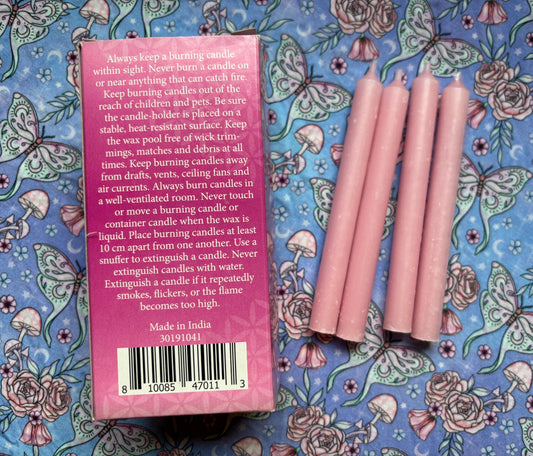 Always keep a burning candle
within sight. Never burn a candle on
or near anything that can catch fire.
Keep burning candles out of the
reach of children and pets. Be sure
the candle-holder is placed on a
stable, heat-resistant surface. Keep
the wax pool free of wick trim-
mings, matches and debris at all
times. Keep burning candles away
from drafts, vents, ceiling fans and
air currents. Always burn candles in
a well-ventilated room. Never touch
or move a burning candle or
container candle when the wax is
liquid. Place burning candles at least
10 cm apart from one another. Use a
snuffer to extinguish a candle. Never
extinguish candles with water.
Extinguish a candle if it repeatedly
smokes, flickers, or the flame
becomes too high.
Made in India
30191041
8 10085 47011 3